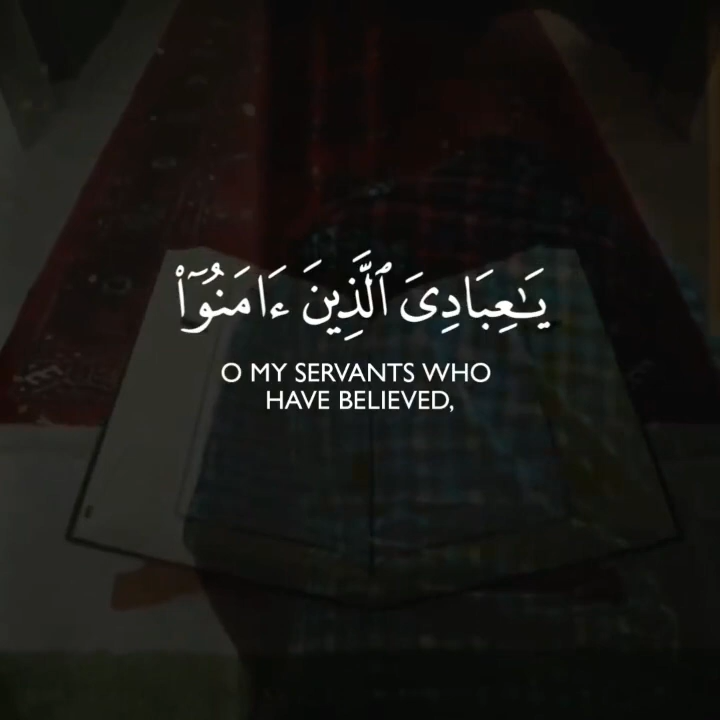 يَـٰعِبَادِىَ ٱلَّذِينَ ءَامَنُوٓا۟
O MY SERVANTS WHO
HAVE BELIEVED,